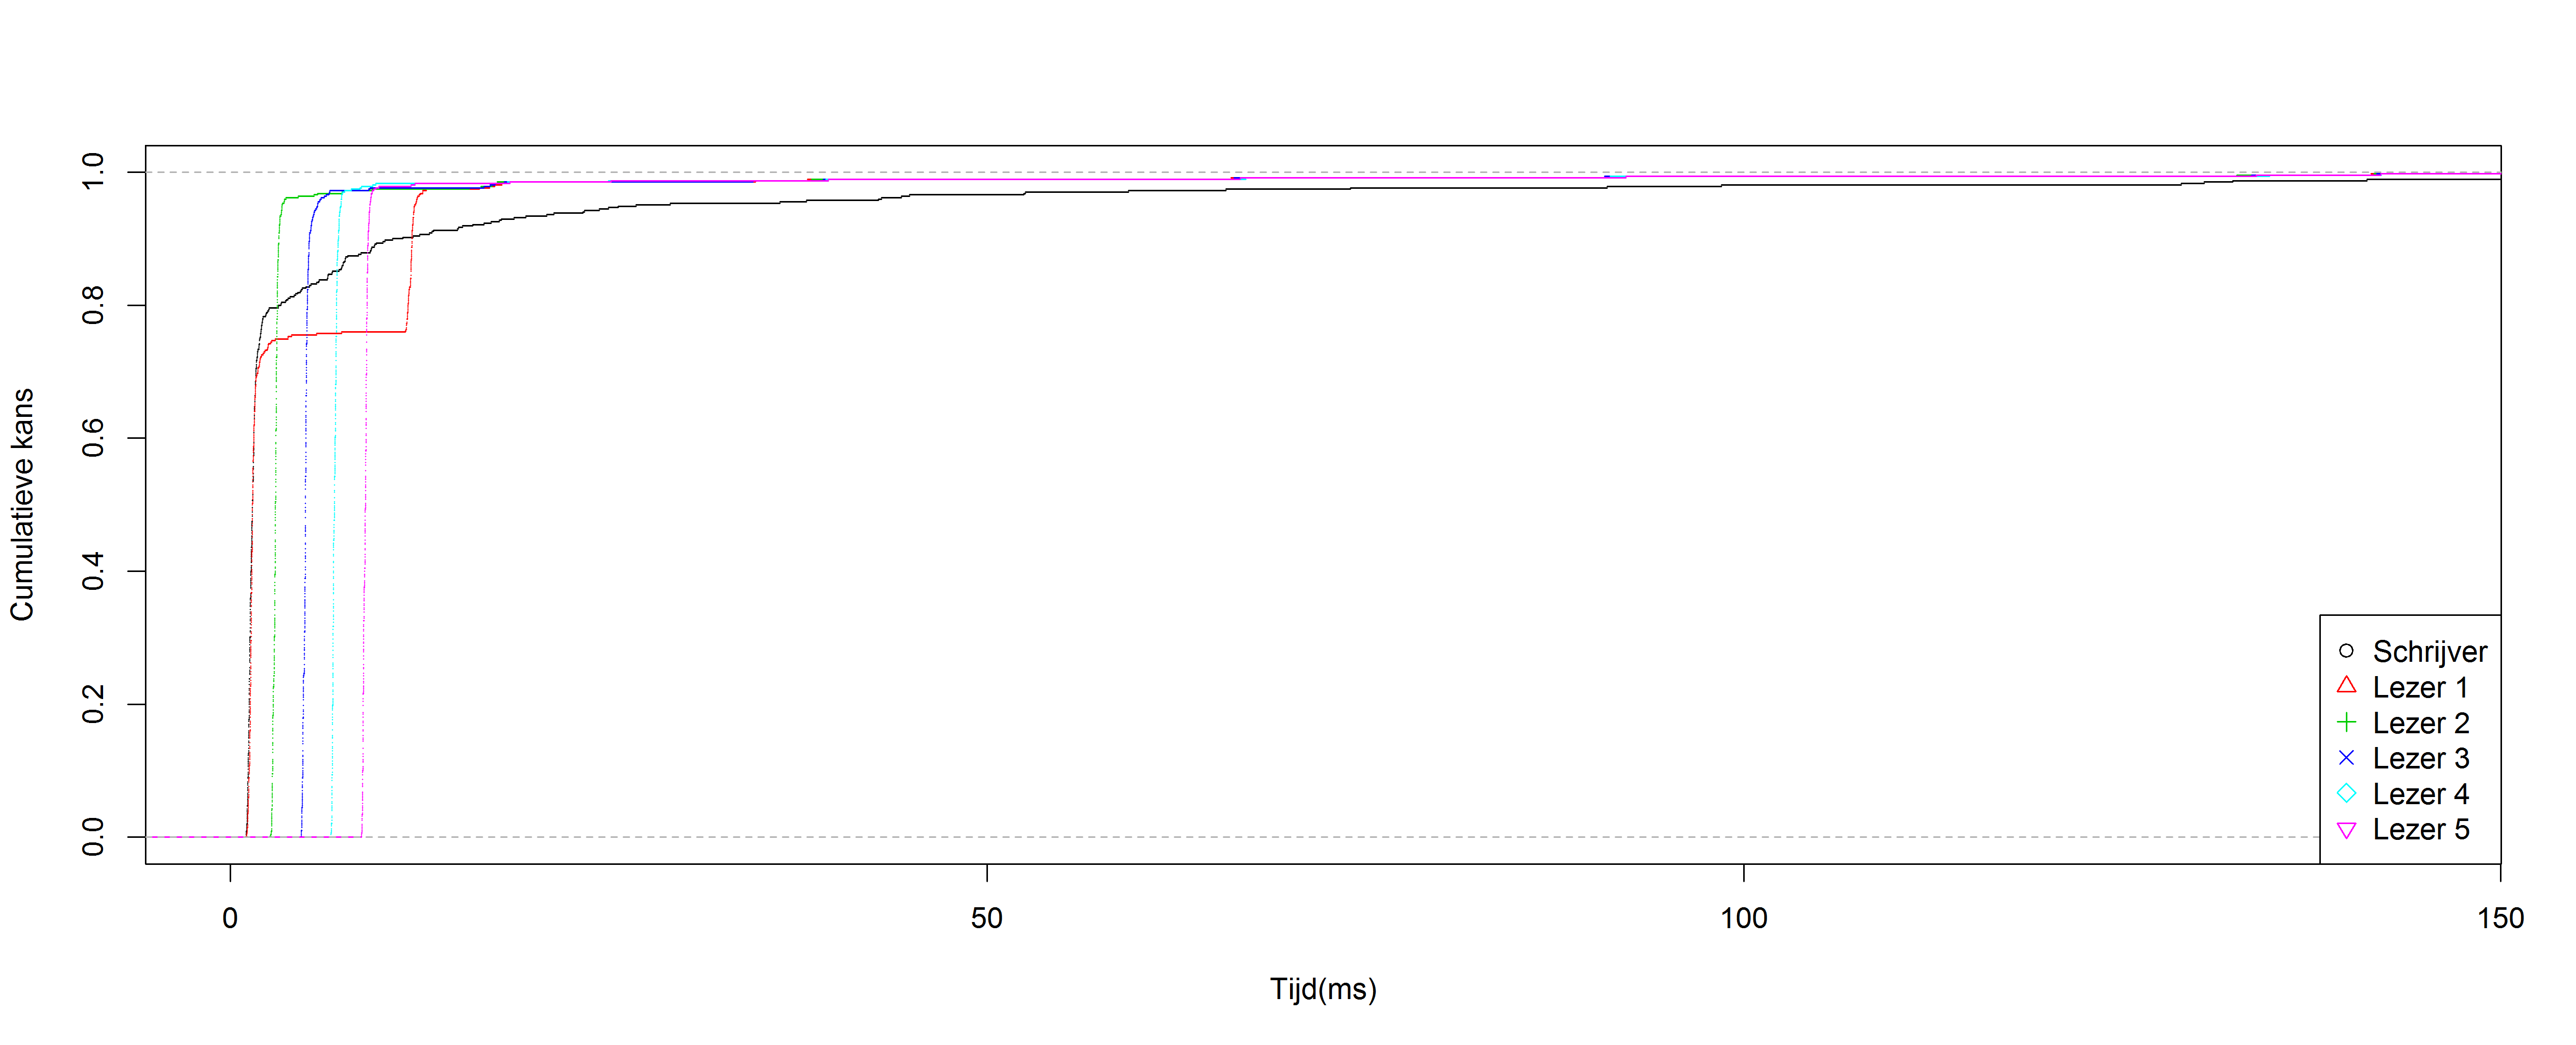 Cumulatieve kans
1.0
0.8
0.6
0.4
0.2
0.0
Schrijver
Lezer 1
Lezer 2
Lezer 3
Lezer 4
Lezer 5
0 50 100 150
Tijd(ms)